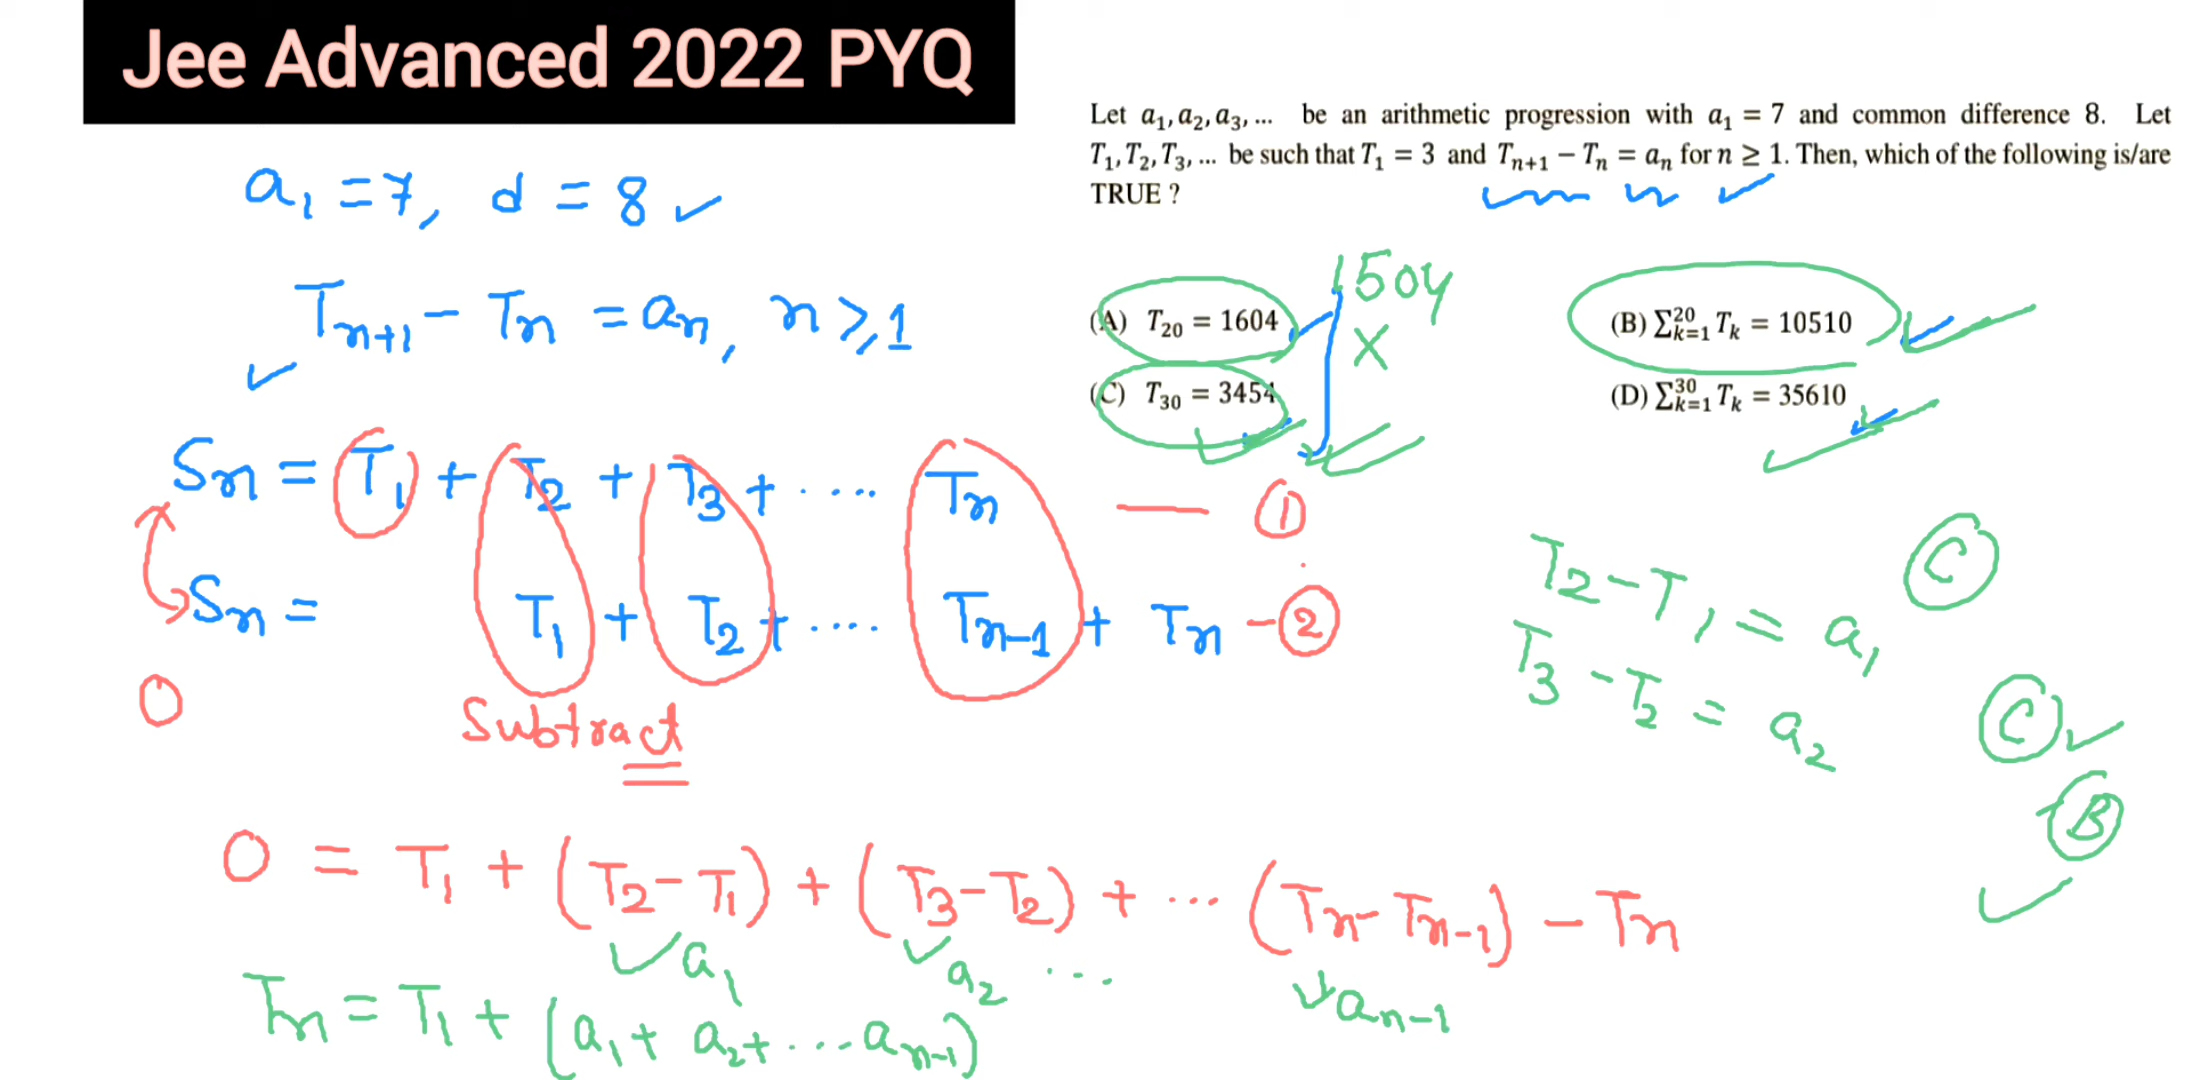 Jee Advanced 2022 PYQ
Let a₁, a₂, a₃, ... be an arithmetic progression with a₁ = 7 and common difference 8. Let
T₁, T₂, T₃, ... be such that T₁ = 3 and Tₙ₊₁ − Tₙ = aₙ for n ≥ 1. Then, which of the following is/are
TRUE ?
(A) T₂₀ = 1604
1504
X
(B) ∑²⁰ₖ₌₁ Tₖ = 10510
(C) T₃₀ = 3454
(D) ∑³⁰ₖ₌₁ Tₖ = 35610
a₁ = 7, d = 8 ✓
Tₙ₊₁ − Tₙ = aₙ, n ≥ 1
Sₙ = T₁ + T₂ + T₃ + ..... Tₙ — ①
Sₙ = T₁ + T₂ + .... Tₙ₋₁ + Tₙ − ②
0
Subtract
T₂ − T₁ = a₁
T₃ − T₂ = a₂
C
C ✓
B
0 = T₁ + (T₂ − T₁) + (T₃ − T₂) + ... (Tₙ − Tₙ₋₁) − Tₙ
a₁ a₂ ... aₙ₋₁
Tₙ = T₁ + (a₁ + a₂ + .... aₙ₋₁)